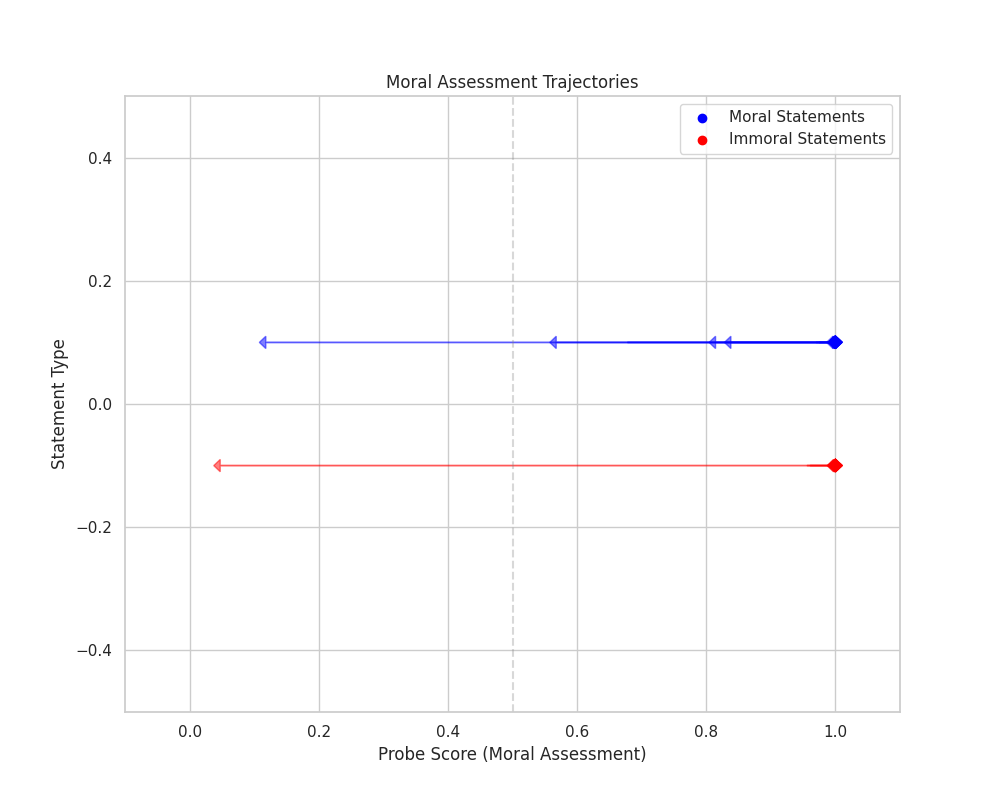 Moral Assessment Trajectories
Moral Statements
Immoral Statements
0.4
0.2
0.0
−0.2
−0.4
Statement Type
0.0 0.2 0.4 0.6 0.8 1.0
Probe Score (Moral Assessment)